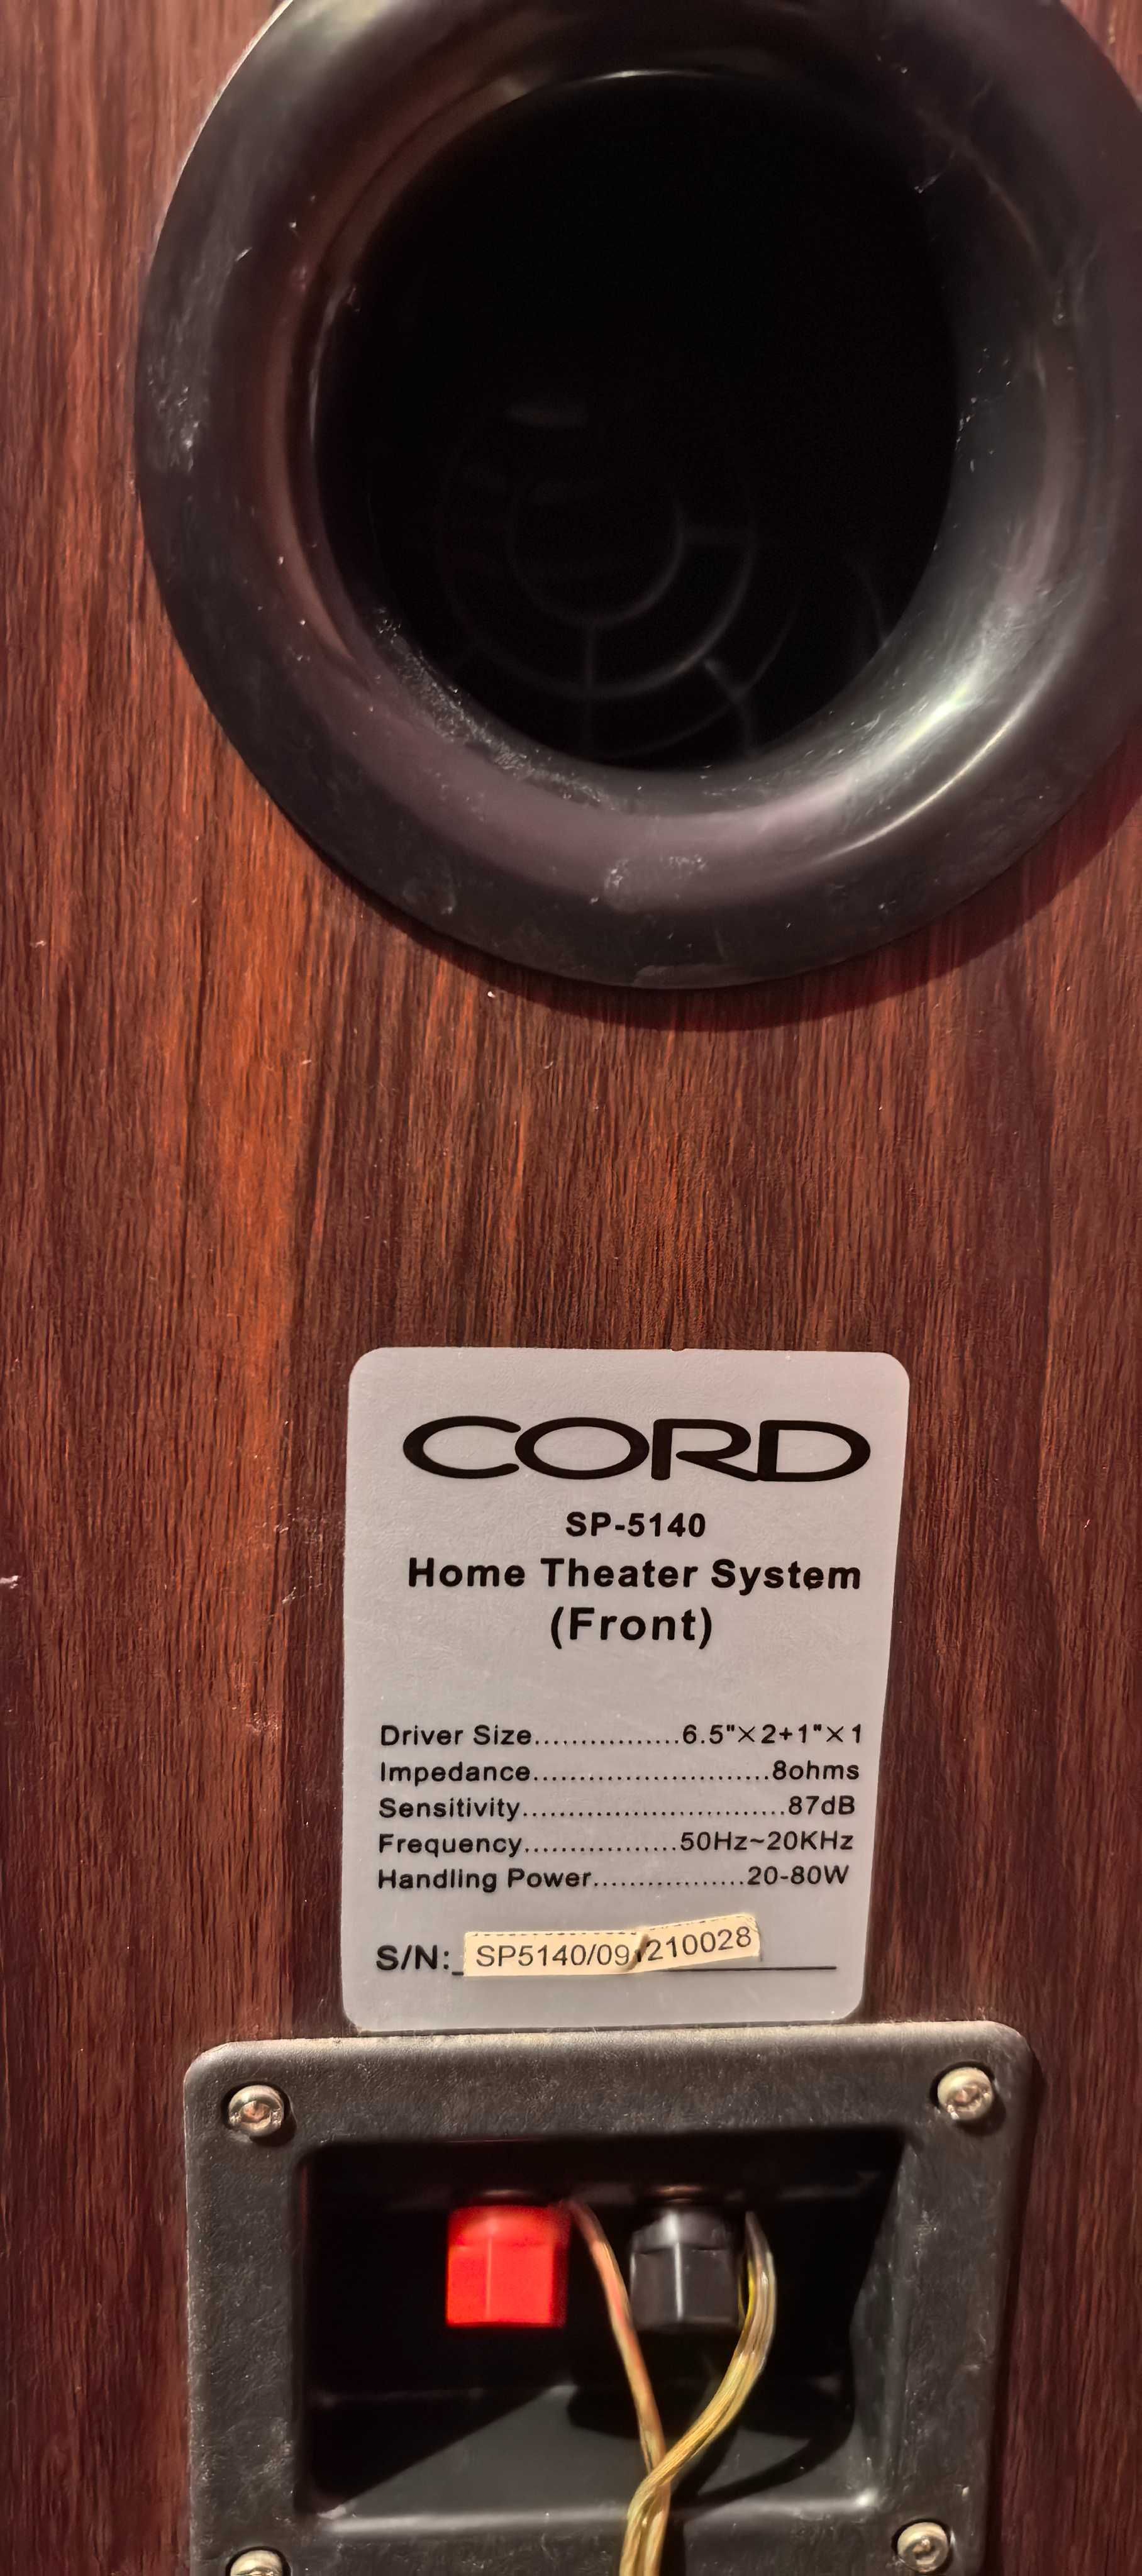 CORD
SP-5140
Home Theater System
(Front)
Driver Size................6.5"×2+1"×1
Impedance..........................8ohms
Sensitivity.............................87dB
Frequency.................50Hz~20KHz
Handling Power.................20-80W
S/N: SP5140/09 210028